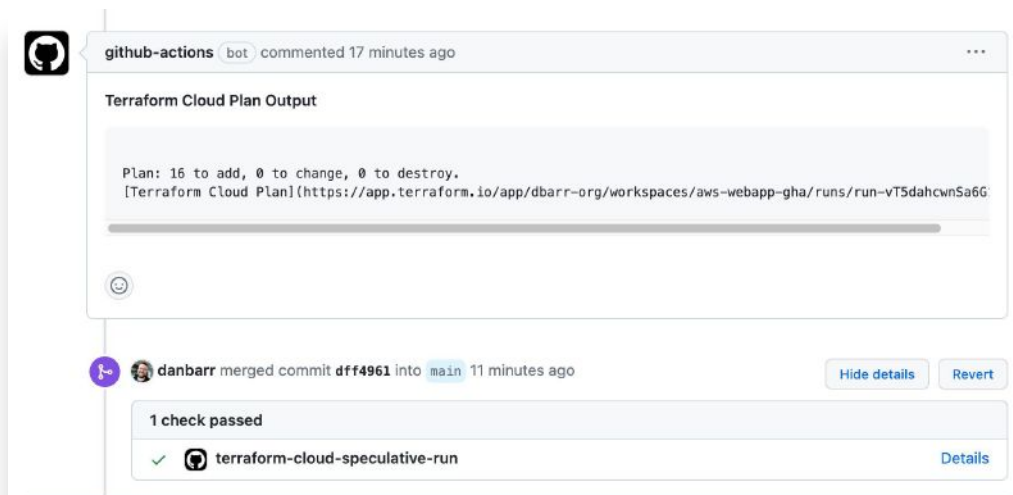 github-actions bot commented 17 minutes ago ...
Terraform Cloud Plan Output
Plan: 16 to add, 0 to change, 0 to destroy.
[Terraform Cloud Plan](https://app.terraform.io/app/dbarr-org/workspaces/aws-webapp-gha/runs/run-vT5dahcwnSa6G
danbarr merged commit dff4961 into main 11 minutes ago Hide details Revert
1 check passed
terraform-cloud-speculative-run Details